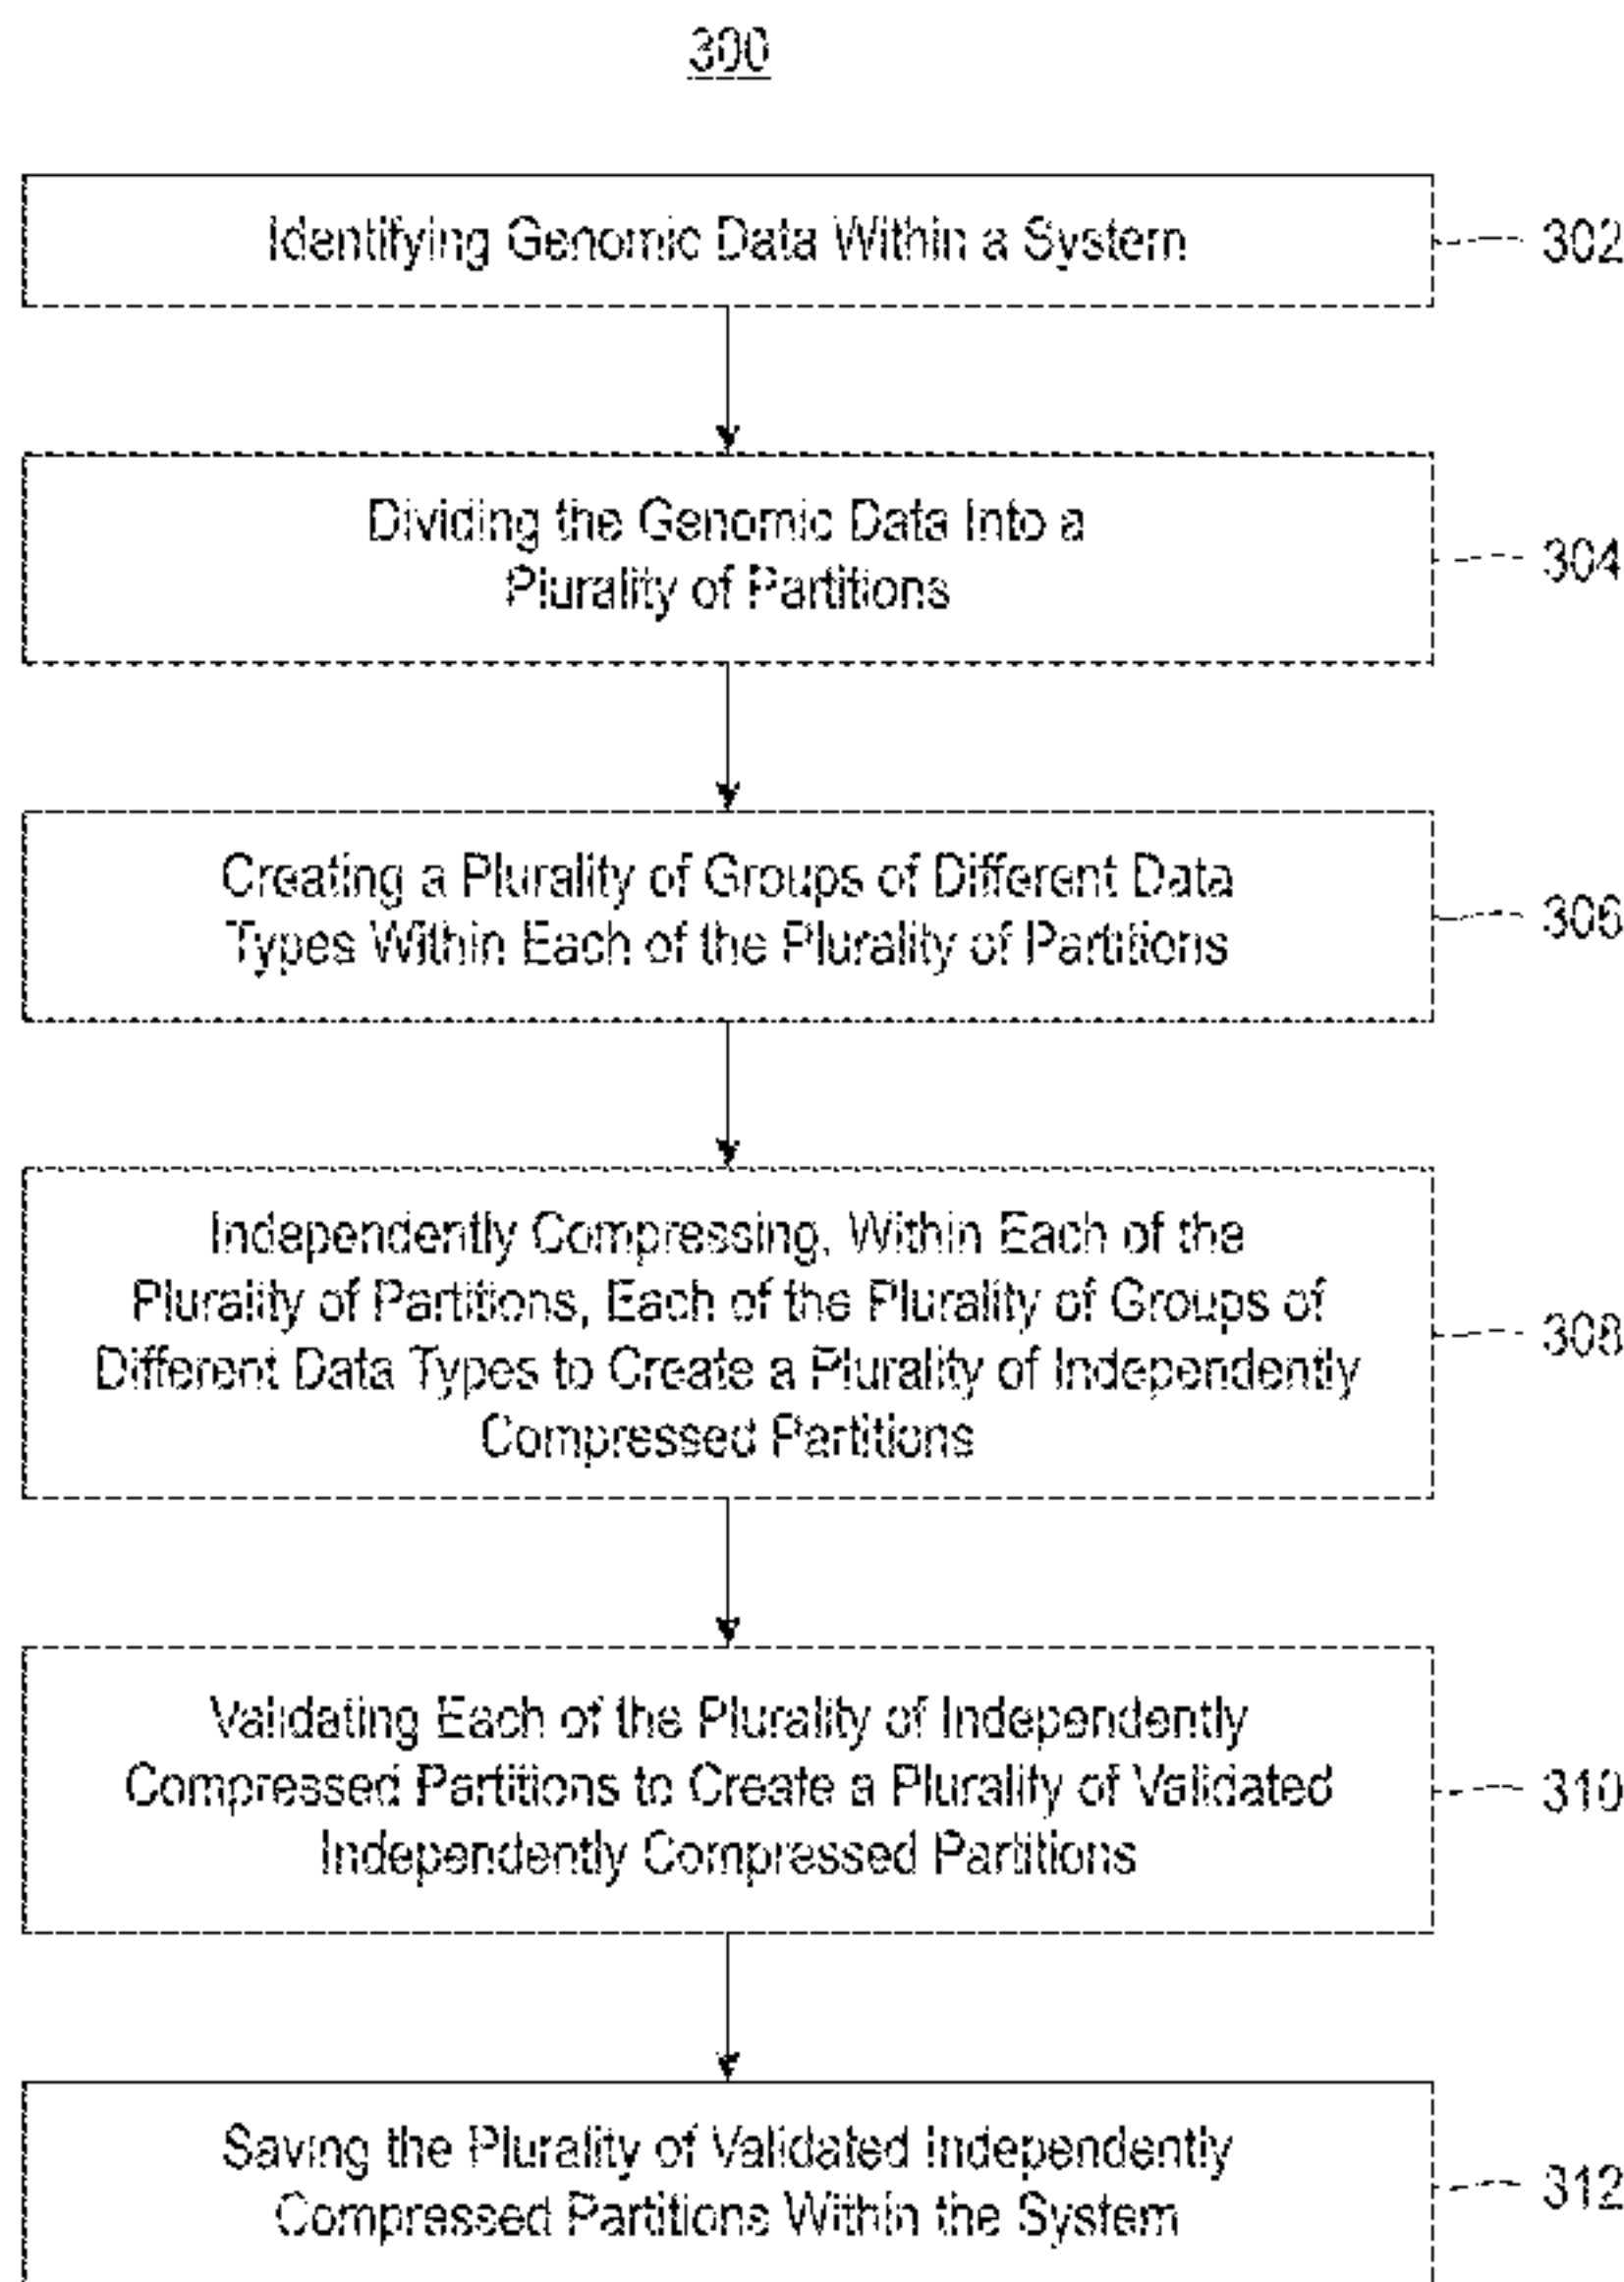 300
Identifying Genomic Data Within a System
302
Dividing the Genomic Data Into a
Plurality of Partitions
304
Creating a Plurality of Groups of Different Data
Types Within Each of the Plurality of Partitions
306
Independently Compressing, Within Each of the
Plurality of Partitions, Each of the Plurality of Groups of
Different Data Types to Create a Plurality of Independently
Compressed Partitions
308
Validating Each of the Plurality of Independently
Compressed Partitions to Create a Plurality of Validated
Independently Compressed Partitions
310
Saving the Plurality of Validated Independently
Compressed Partitions Within the System
312